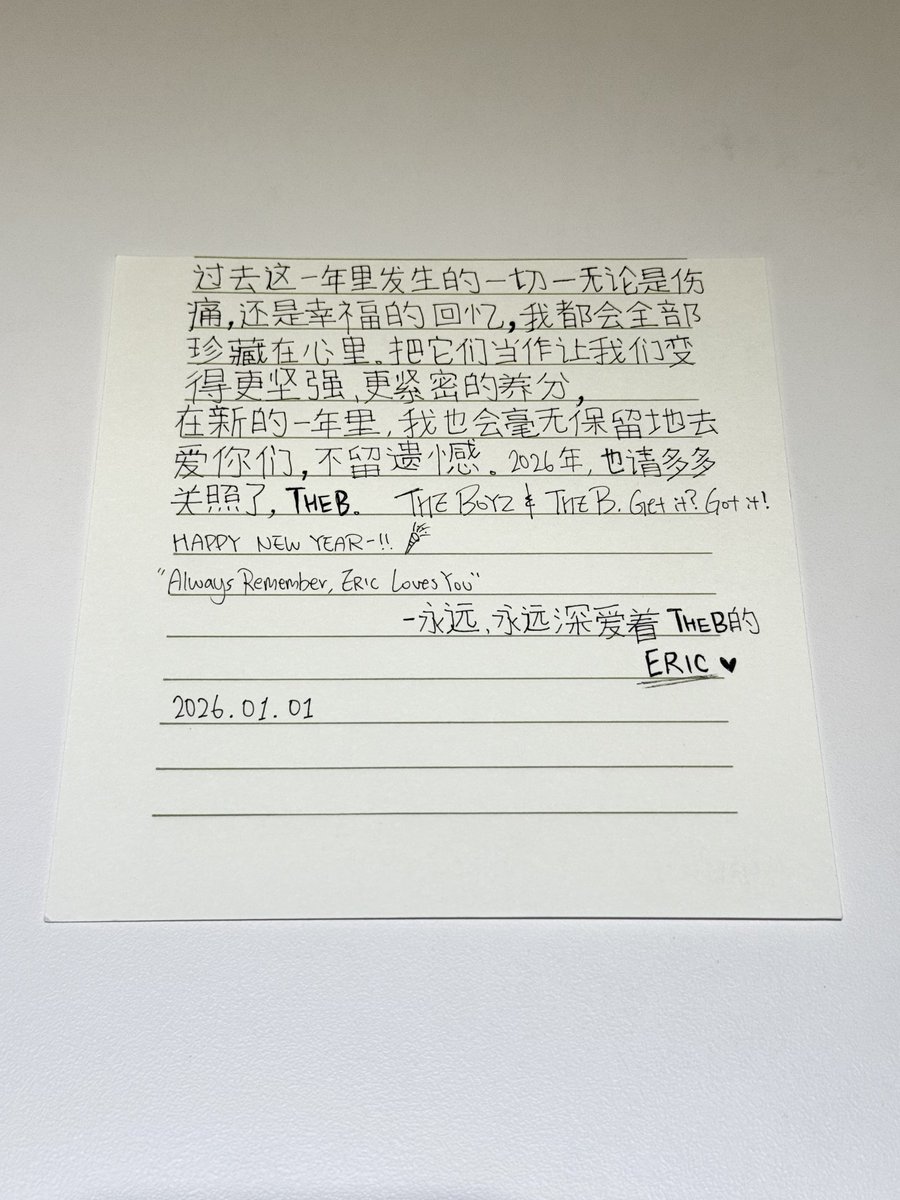 过去这一年里发生的一切—无论是伤
痛,还是幸福的回忆,我都会全部
珍藏在心里。把它们当作让我们变
得更坚强、更紧密的养分,
在新的一年里,我也会毫无保留地去
爱你们,不留遗憾。2026年,也请多多
关照了,THEB。 THE BOYZ & THE B. Get it? Got it!
HAPPY NEW YEAR-!!
"Always Remember, ERIC Loves You"
-永远、永远深爱着 THEB的
ERIC ♥
2026.01.01